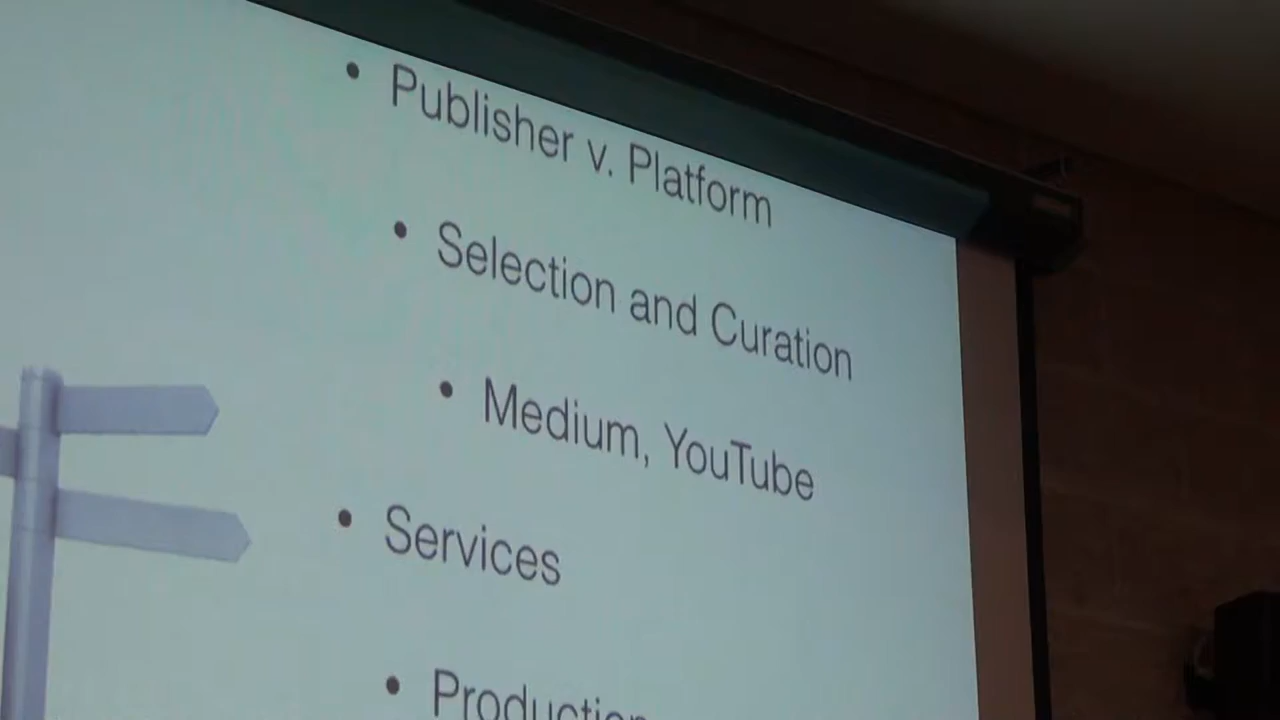 • Publisher v. Platform
• Selection and Curation
• Medium, YouTube
• Services